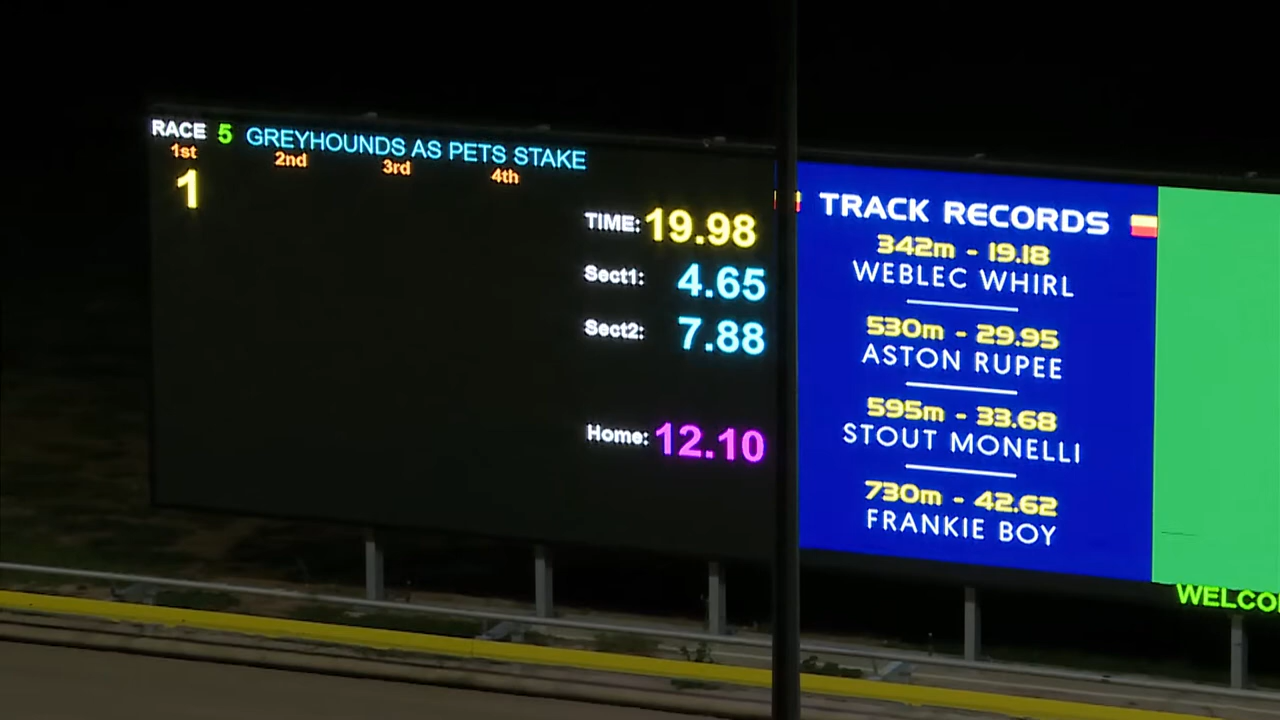 RACE 5 GREYHOUNDS AS PETS STAKE
1st 2nd 3rd 4th
1
TIME: 19.98
Sect1: 4.65
Sect2: 7.88
Home: 12.10
TRACK RECORDS
342m - 19.18
WEBLEC WHIRL
530m - 29.95
ASTON RUPEE
595m - 33.68
STOUT MONELLI
730m - 42.62
FRANKIE BOY